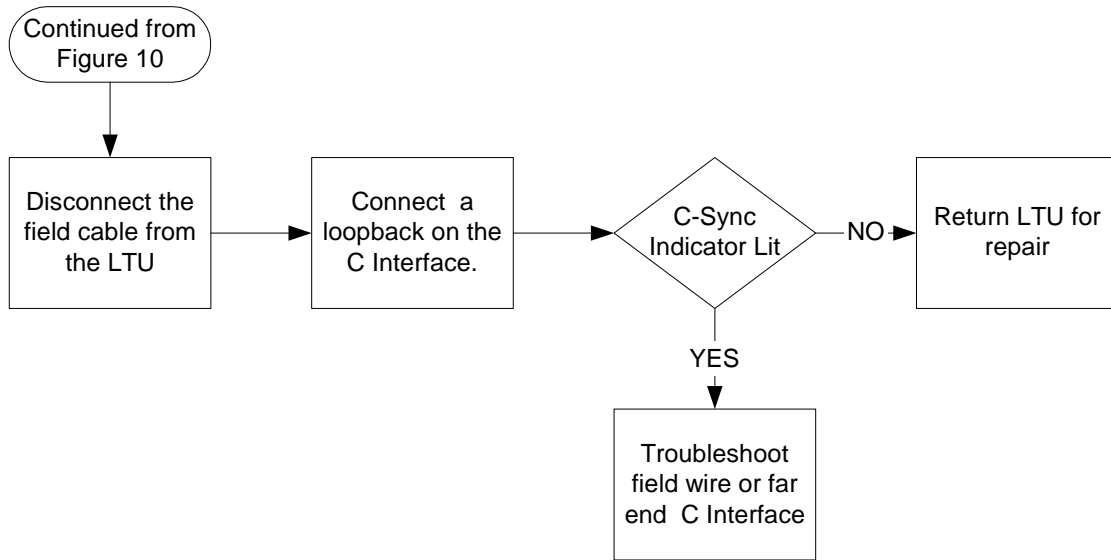 Continued from
Figure 10
Disconnect the
field cable from
the LTU
Connect a
loopback on the
C Interface.
C-Sync
Indicator Lit
NO
Return LTU for
repair
YES
Troubleshoot
field wire or far
end C Interface